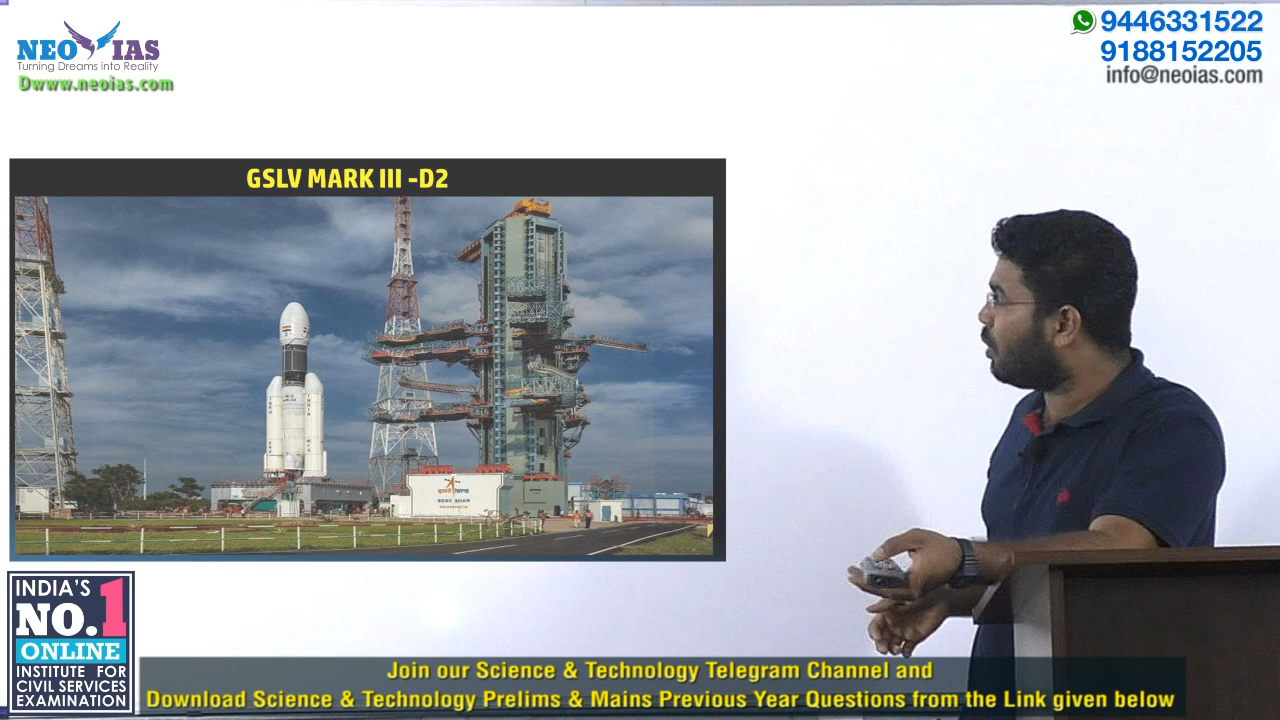 NEO IAS
Turning Dreams into Reality
Dwww.neoias.com
9446331522
9188152205
info@neoias.com
GSLV MARK III -D2
SDSC SHAR
INDIA'S
NO.1
ONLINE
INSTITUTE FOR
CIVIL SERVICES
EXAMINATION
Join our Science & Technology Telegram Channel and
Download Science & Technology Prelims & Mains Previous Year Questions from the Link given below